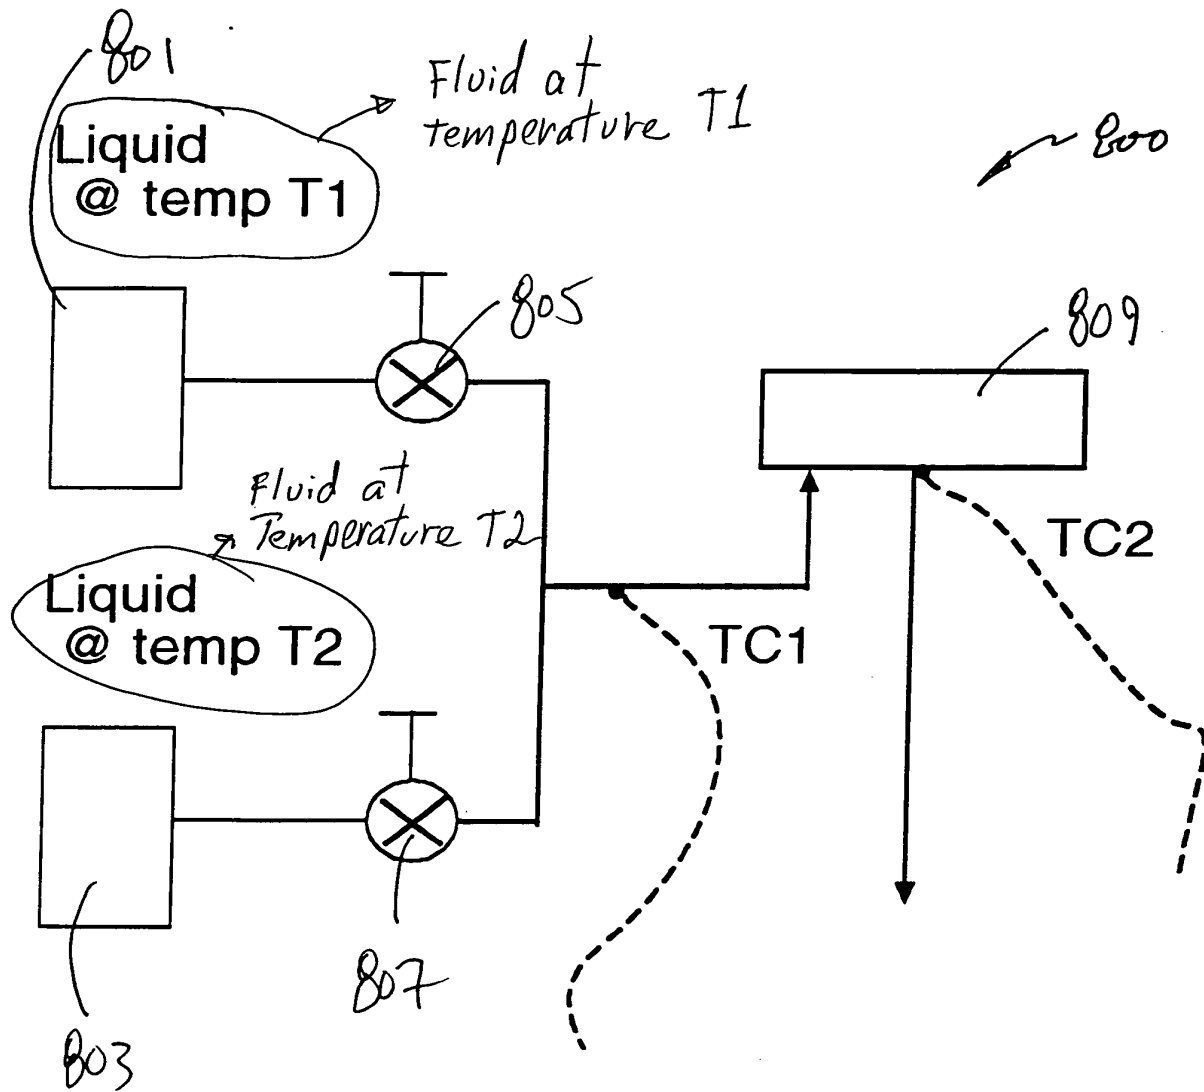 801
Fluid at
temperature T1
Liquid
@ temp T1
800
805
809
Fluid at
Temperature T2
TC2
Liquid
@ temp T2
TC1
807
803